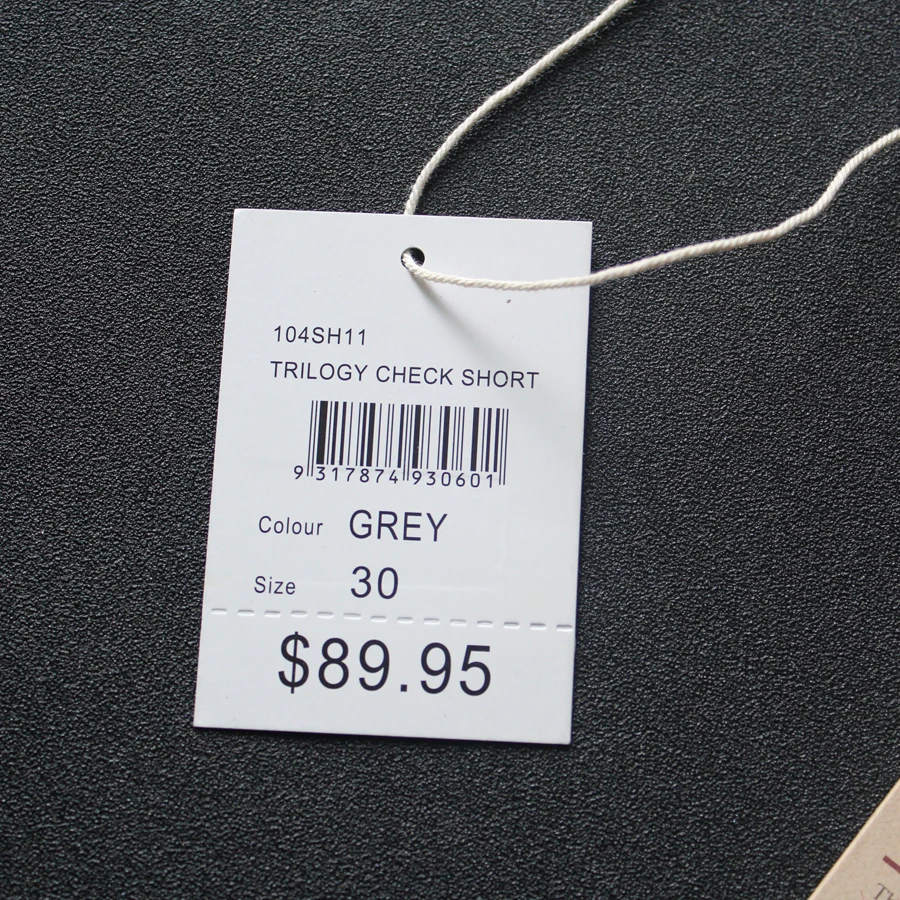 104SH11
TRILOGY CHECK SHORT
9 317874 930601
Colour GREY
Size 30
$89.95